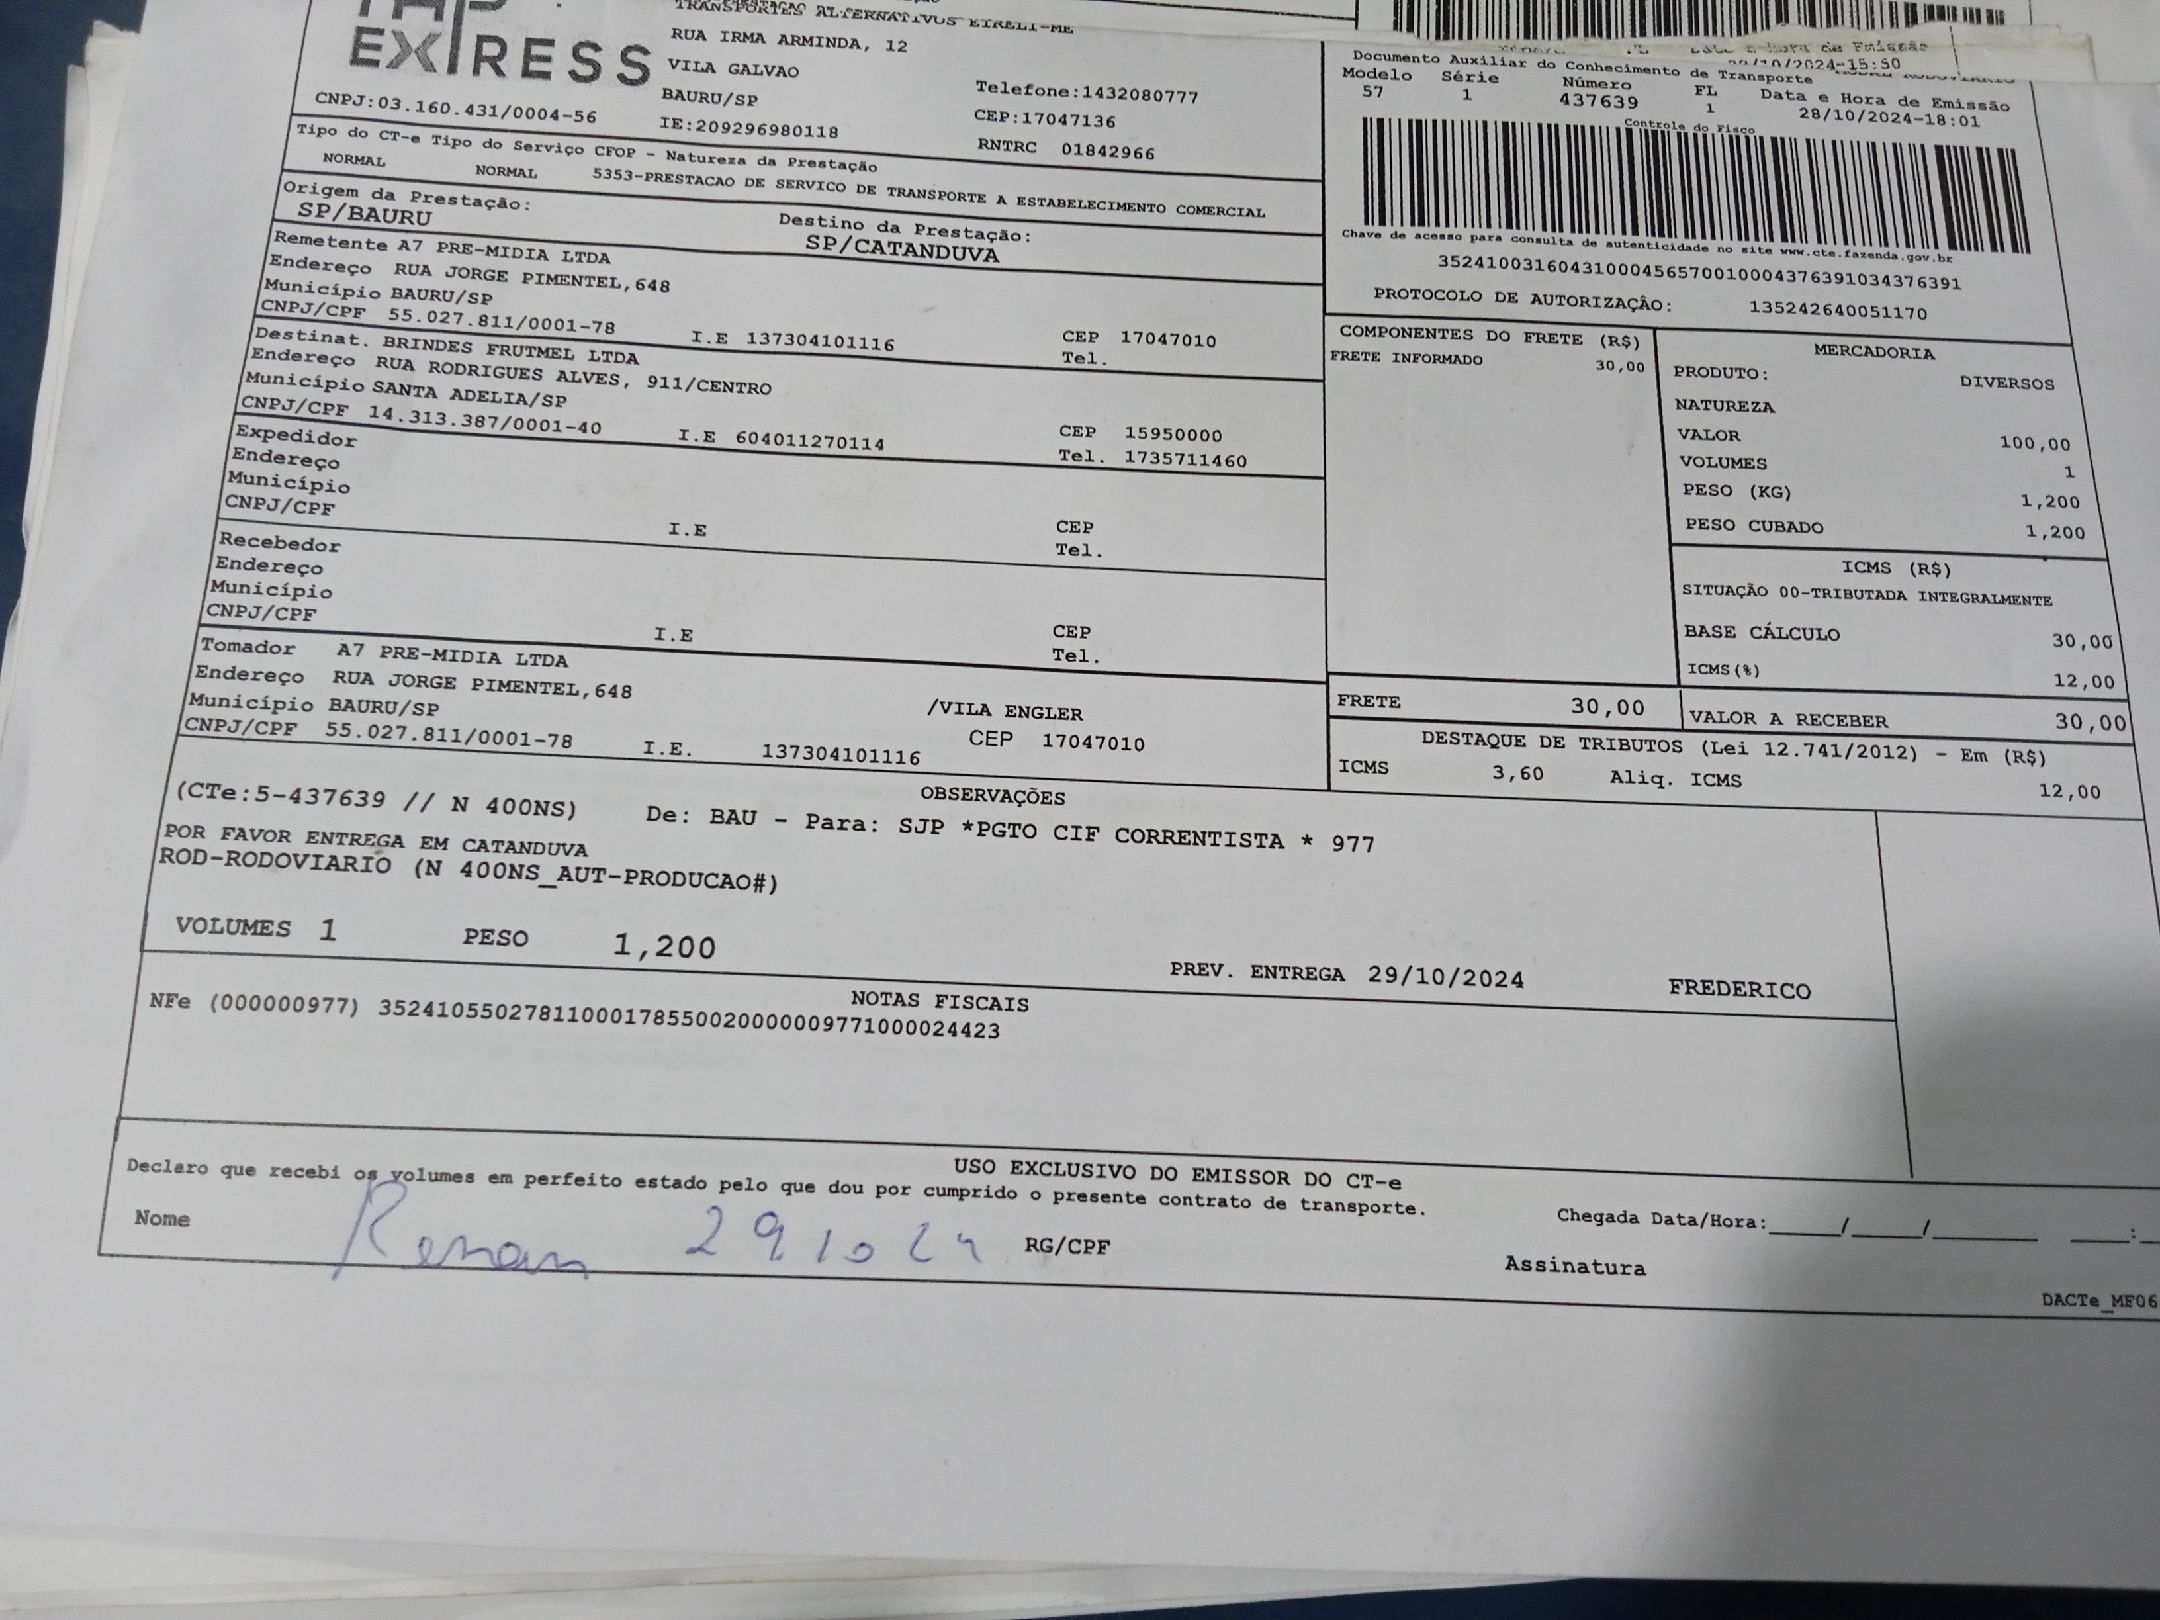 EXPRESS
TRANSPORTES ALTERNATIVOS EIRELI-ME
RUA IRMA ARMINDA, 12
VILA GALVAO
BAURU/SP
Telefone:1432080777
CNPJ:03.160.431/0004-56
IE:209296980118
CEP:17047136
RNTRC 01842966
Data e Hora de Emissão
15:50
Documento Auxiliar do Conhecimento de Transporte
Modelo Série Número FL Data e Hora de Emissão
57 1 437639 1 28/10/2024-18:01
Controle do Fisco
Chave de acesso para consulta de autenticidade no site www.cte.fazenda.gov.br
35241003160431000456570010004376391034376391
PROTOCOLO DE AUTORIZAÇÃO: 135242640051170
Tipo do CT-e Tipo do Serviço CFOP - Natureza da Prestação
NORMAL NORMAL 5353-PRESTACAO DE SERVICO DE TRANSPORTE A ESTABELECIMENTO COMERCIAL
Origem da Prestação: Destino da Prestação:
SP/BAURU SP/CATANDUVA
Remetente A7 PRE-MIDIA LTDA
Endereço RUA JORGE PIMENTEL,648
Município BAURU/SP
CNPJ/CPF 55.027.811/0001-78 I.E 137304101116 CEP 17047010
Tel.
Destinat. BRINDES FRUTMEL LTDA
Endereço RUA RODRIGUES ALVES, 911/CENTRO
Município SANTA ADELIA/SP
CNPJ/CPF 14.313.387/0001-40 I.E 604011270114 CEP 15950000
Tel. 1735711460
Expedidor
Endereço
Município
CNPJ/CPF I.E CEP
Tel.
Recebedor
Endereço
Município
CNPJ/CPF I.E CEP
Tel.
Tomador A7 PRE-MIDIA LTDA
Endereço RUA JORGE PIMENTEL,648 /VILA ENGLER
Município BAURU/SP CEP 17047010
CNPJ/CPF 55.027.811/0001-78 I.E. 137304101116
COMPONENTES DO FRETE (R$)
FRETE INFORMADO 30,00
MERCADORIA
PRODUTO: DIVERSOS
NATUREZA
VALOR 100,00
VOLUMES 1
PESO (KG) 1,200
PESO CUBADO 1,200
ICMS (R$)
SITUAÇÃO 00-TRIBUTADA INTEGRALMENTE
BASE CÁLCULO 30,00
ICMS(%) 12,00
FRETE 30,00 VALOR A RECEBER 30,00
DESTAQUE DE TRIBUTOS (Lei 12.741/2012) - Em (R$)
ICMS 3,60 Aliq. ICMS 12,00
OBSERVAÇÕES
(CTe:5-437639 // N 400NS) De: BAU - Para: SJP *PGTO CIF CORRENTISTA * 977
POR FAVOR ENTREGA EM CATANDUVA
ROD-RODOVIARIO (N 400NS_AUT-PRODUCAO#)
VOLUMES 1 PESO 1,200 PREV. ENTREGA 29/10/2024 FREDERICO
NOTAS FISCAIS
NFe (000000977) 35241055027811000178550020000009771000024423
USO EXCLUSIVO DO EMISSOR DO CT-e
Declaro que recebi os volumes em perfeito estado pelo que dou por cumprido o presente contrato de transporte.
Nome Renan 29 10 24 RG/CPF Chegada Data/Hora:____/____/______ ___:_
Assinatura
DACTe_MF06